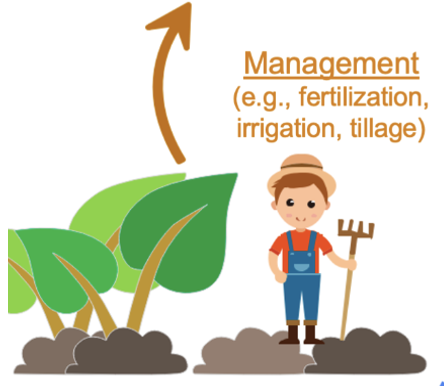 Management
(e.g., fertilization,
irrigation, tillage)